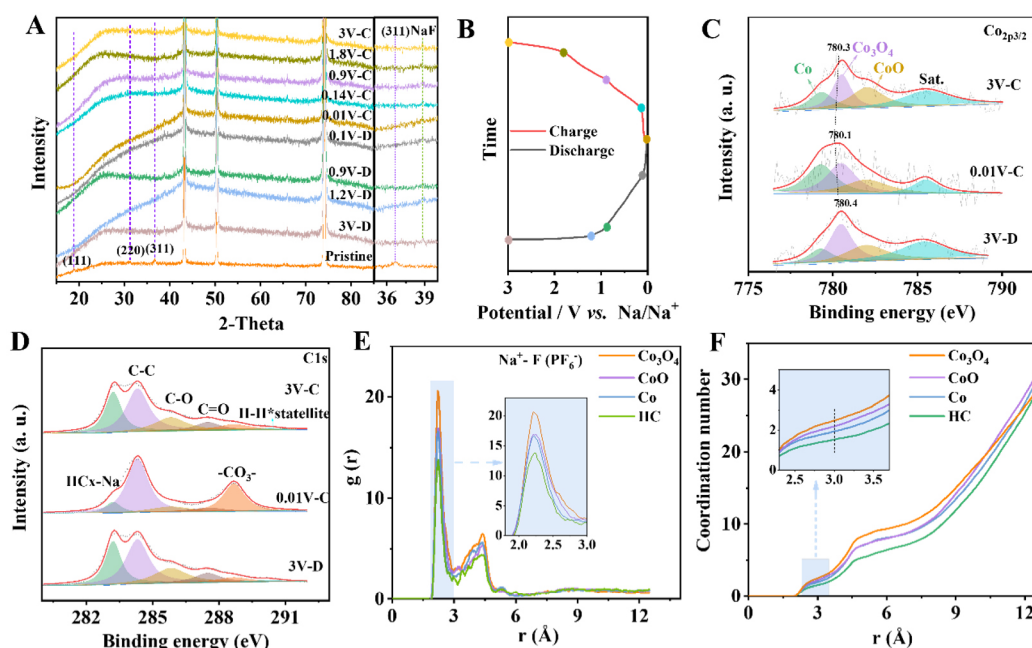 A
3V-C
1.8V-C
0.9V-C
0.14V-C
0.01V-C
0.1V-D
0.9V-D
1.2V-D
3V-D
Pristine
(111)
(220)
(311)
(311)
NaF
Intensity
20 30 40 50 60 70 80 36 39
2-Theta
B
Time
Charge
Discharge
3 2 1 0
Potential / V vs. Na/Na+
C
Co2p3/2
780.3
Co3O4
Co
CoO
Sat.
3V-C
780.1
0.01V-C
780.4
3V-D
Intensity (a. u.)
775 780 785 790
Binding energy (eV)
D
C1s
C-C
C-O
C=O
3V-C
II-II*statellite
HCx-Na
-CO3-
0.01V-C
3V-D
Intensity (a. u.)
282 285 288 291
Binding energy (eV)
E
Na+- F (PF6-)
Co3O4
CoO
Co
HC
g (r)
20
10
0
25
20
15
10
5
0
2.0 2.5 3.0
0 3 6 9 12
r (Å)
F
Co3O4
CoO
Co
HC
Coordination number
50
40
30
20
10
0
4
2
0
2.5 3.0 3.5
0 3 6 9 12
r (Å)